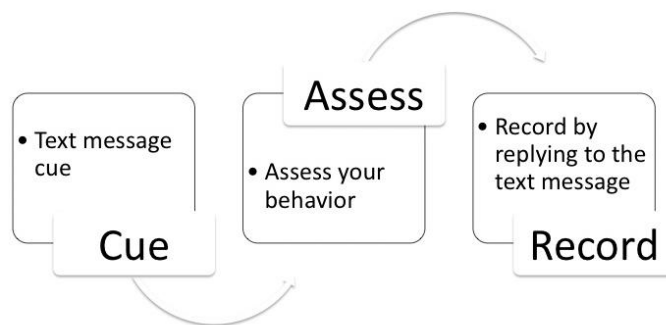 • Text message
cue
Cue
Assess
• Assess your
behavior
• Record by
replying to the
text message
Record